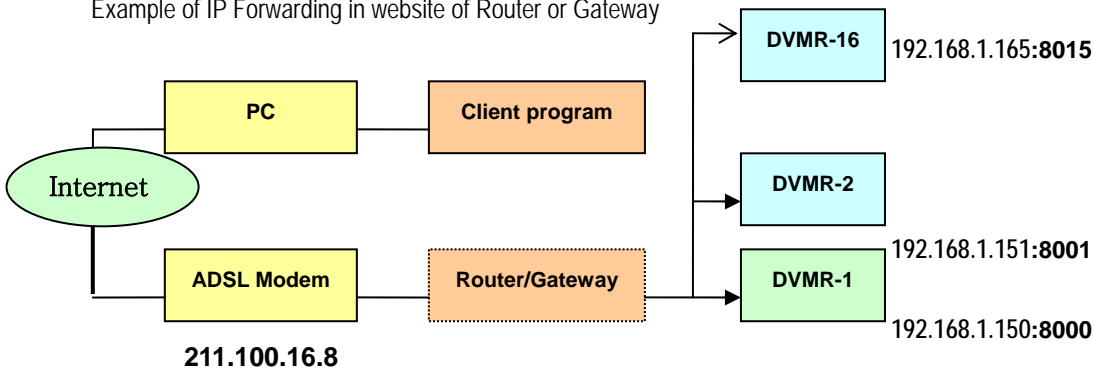 Example of IP Forwarding in website of Router or Gateway
DVMR-16
192.168.1.165:8015
PC
Client program
Internet
DVMR-2
192.168.1.151:8001
ADSL Modem
Router/Gateway
DVMR-1
192.168.1.150:8000
211.100.16.8